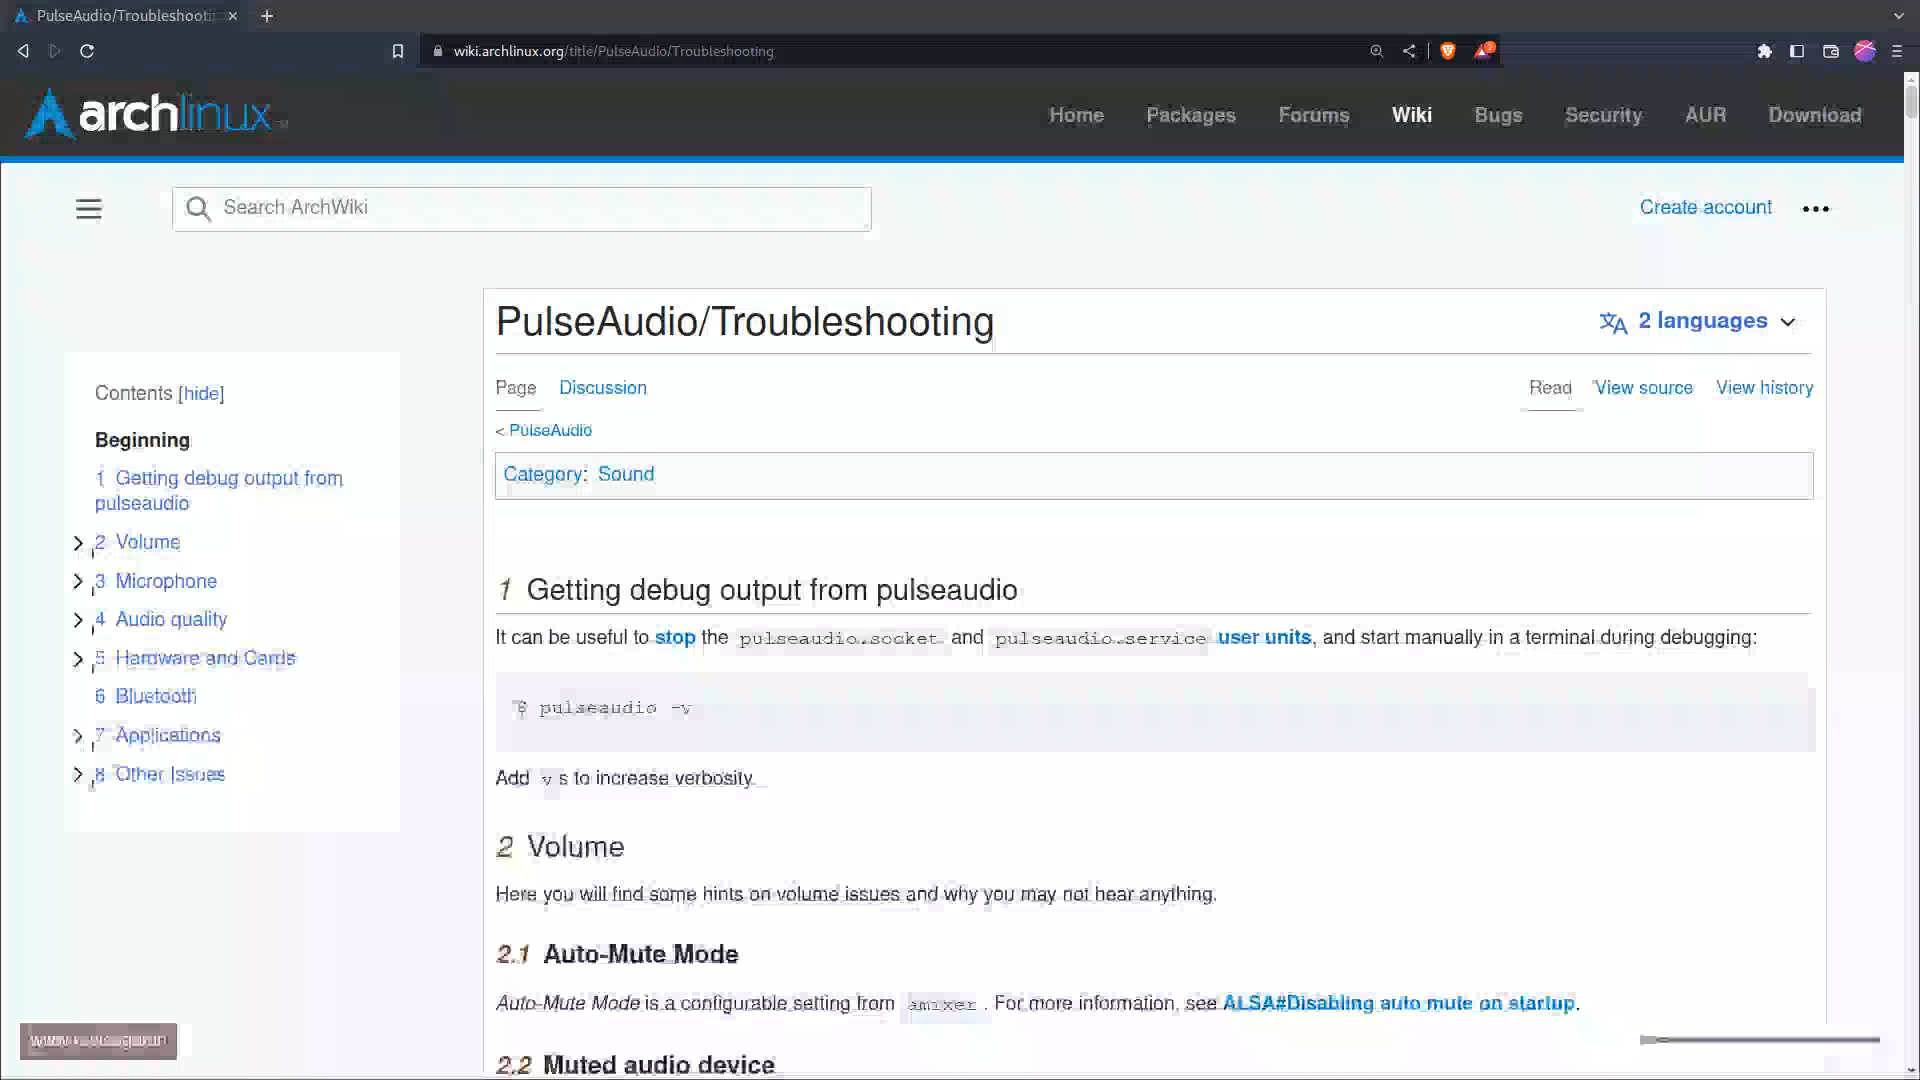 PulseAudio/Troubleshooti
wiki.archlinux.org/title/PulseAudio/Troubleshooting
2
archlinux
Home Packages Forums Wiki Bugs Security AUR Download
Search ArchWiki
Create account
PulseAudio/Troubleshooting
2 languages
Page Discussion
Read View source View history
< PulseAudio
Category: Sound
Contents [hide]
Beginning
1 Getting debug output from
pulseaudio
2 Volume
3 Microphone
4 Audio quality
5 Hardware and Cards
6 Bluetooth
7 Applications
8 Other Issues
1 Getting debug output from pulseaudio
It can be useful to stop the pulseaudio.socket and pulseaudio.service user units, and start manually in a terminal during debugging:
$ pulseaudio -v
Add v s to increase verbosity.
2 Volume
Here you will find some hints on volume issues and why you may not hear anything.
2.1 Auto-Mute Mode
Auto-Mute Mode is a configurable setting from amixer . For more information, see ALSA#Disabling auto mute on startup.
2.2 Muted audio device